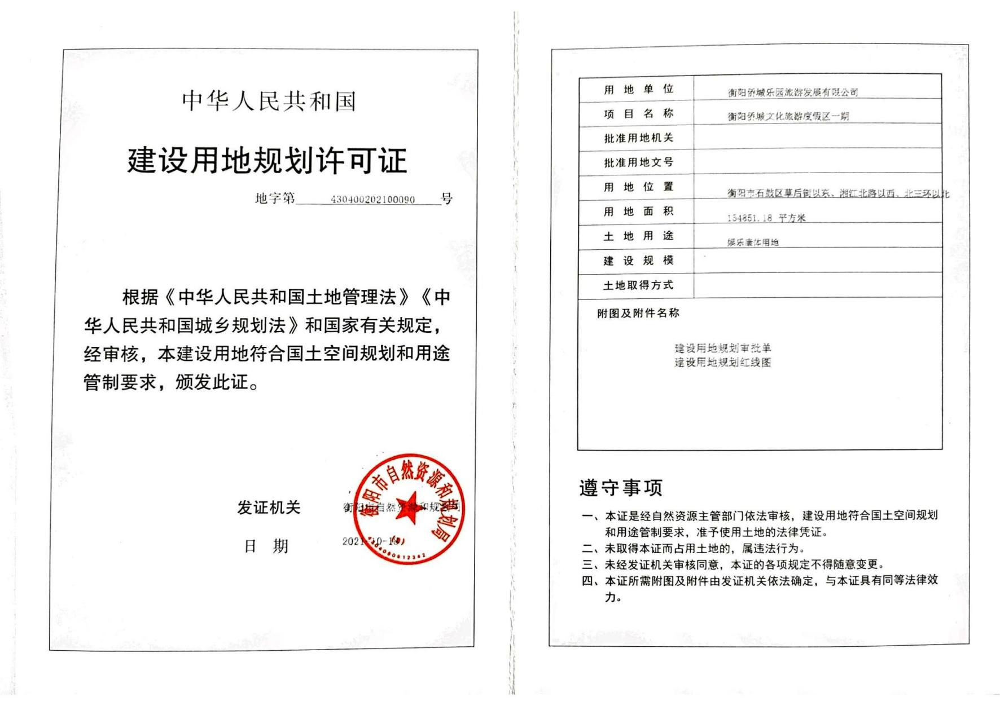 中华人民共和国
建设用地规划许可证
地字第 430400202100090 号
根据《中华人民共和国土地管理法》《中
华人民共和国城乡规划法》和国家有关规定，
经审核，本建设用地符合国土空间规划和用途
管制要求，颁发此证。
发证机关 衡阳市自然资源和规划局
日期 2021-10-1
衡阳市自然资源和规划局
用地单位 衡阳侨城乐园旅游发展有限公司
项目名称 衡阳侨城文化旅游度假区一期
批准用地机关
批准用地文号
用地位置 衡阳市石鼓区草后街以东、湘江北路以西、北三环以北
用地面积 154851.18 平方米
土地用途 娱乐康体用地
建设规模
土地取得方式
附图及附件名称
建设用地规划审批单
建设用地规划红线图
遵守事项
一、本证是经自然资源主管部门依法审核，建设用地符合国土空间规划
和用途管制要求，准予使用土地的法律凭证。
二、未取得本证而占用土地的，属违法行为。
三、未经发证机关审核同意，本证的各项规定不得随意变更。
四、本证所需附图及附件由发证机关依法确定，与本证具有同等法律效
力。